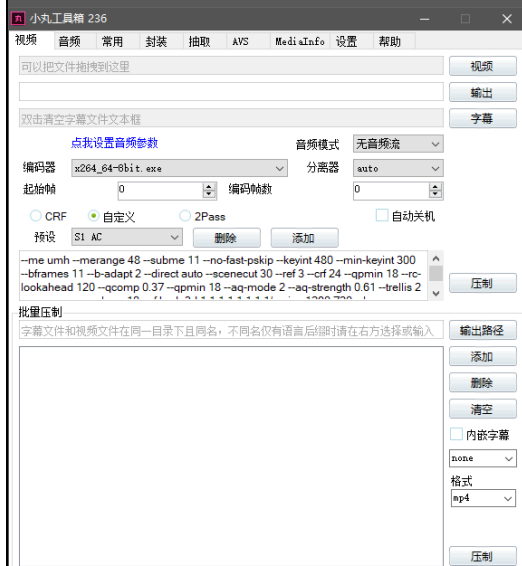 小丸工具箱 236
视频 音频 常用 封装 抽取 AVS MediaInfo 设置 帮助
可以把文件拖拽到这里 视频
输出
双击清空字幕文件文本框 字幕
点我设置音频参数 音频模式 无音频流
编码器 x264_64-8bit.exe 分离器 auto
起始帧 0 编码帧数 0
CRF 自定义 2Pass 自动关机
预设 S1 AC 删除 添加
--me umh --merange 48 --subme 11 --no-fast-pskip --keyint 480 --min-keyint 300
--bframes 11 --b-adapt 2 --direct auto --scenecut 30 --ref 3 --crf 24 --qpmin 18 --rc-
lookahead 120 --qcomp 0.37 --qpmin 18 --aq-mode 2 --aq-strength 0.61 --trellis 2
压制
批量压制
字幕文件和视频文件在同一目录下且同名，不同名仅有语言后缀时请在右方选择或输入 输出路径
添加
删除
清空
内嵌字幕
none
格式
mp4
压制